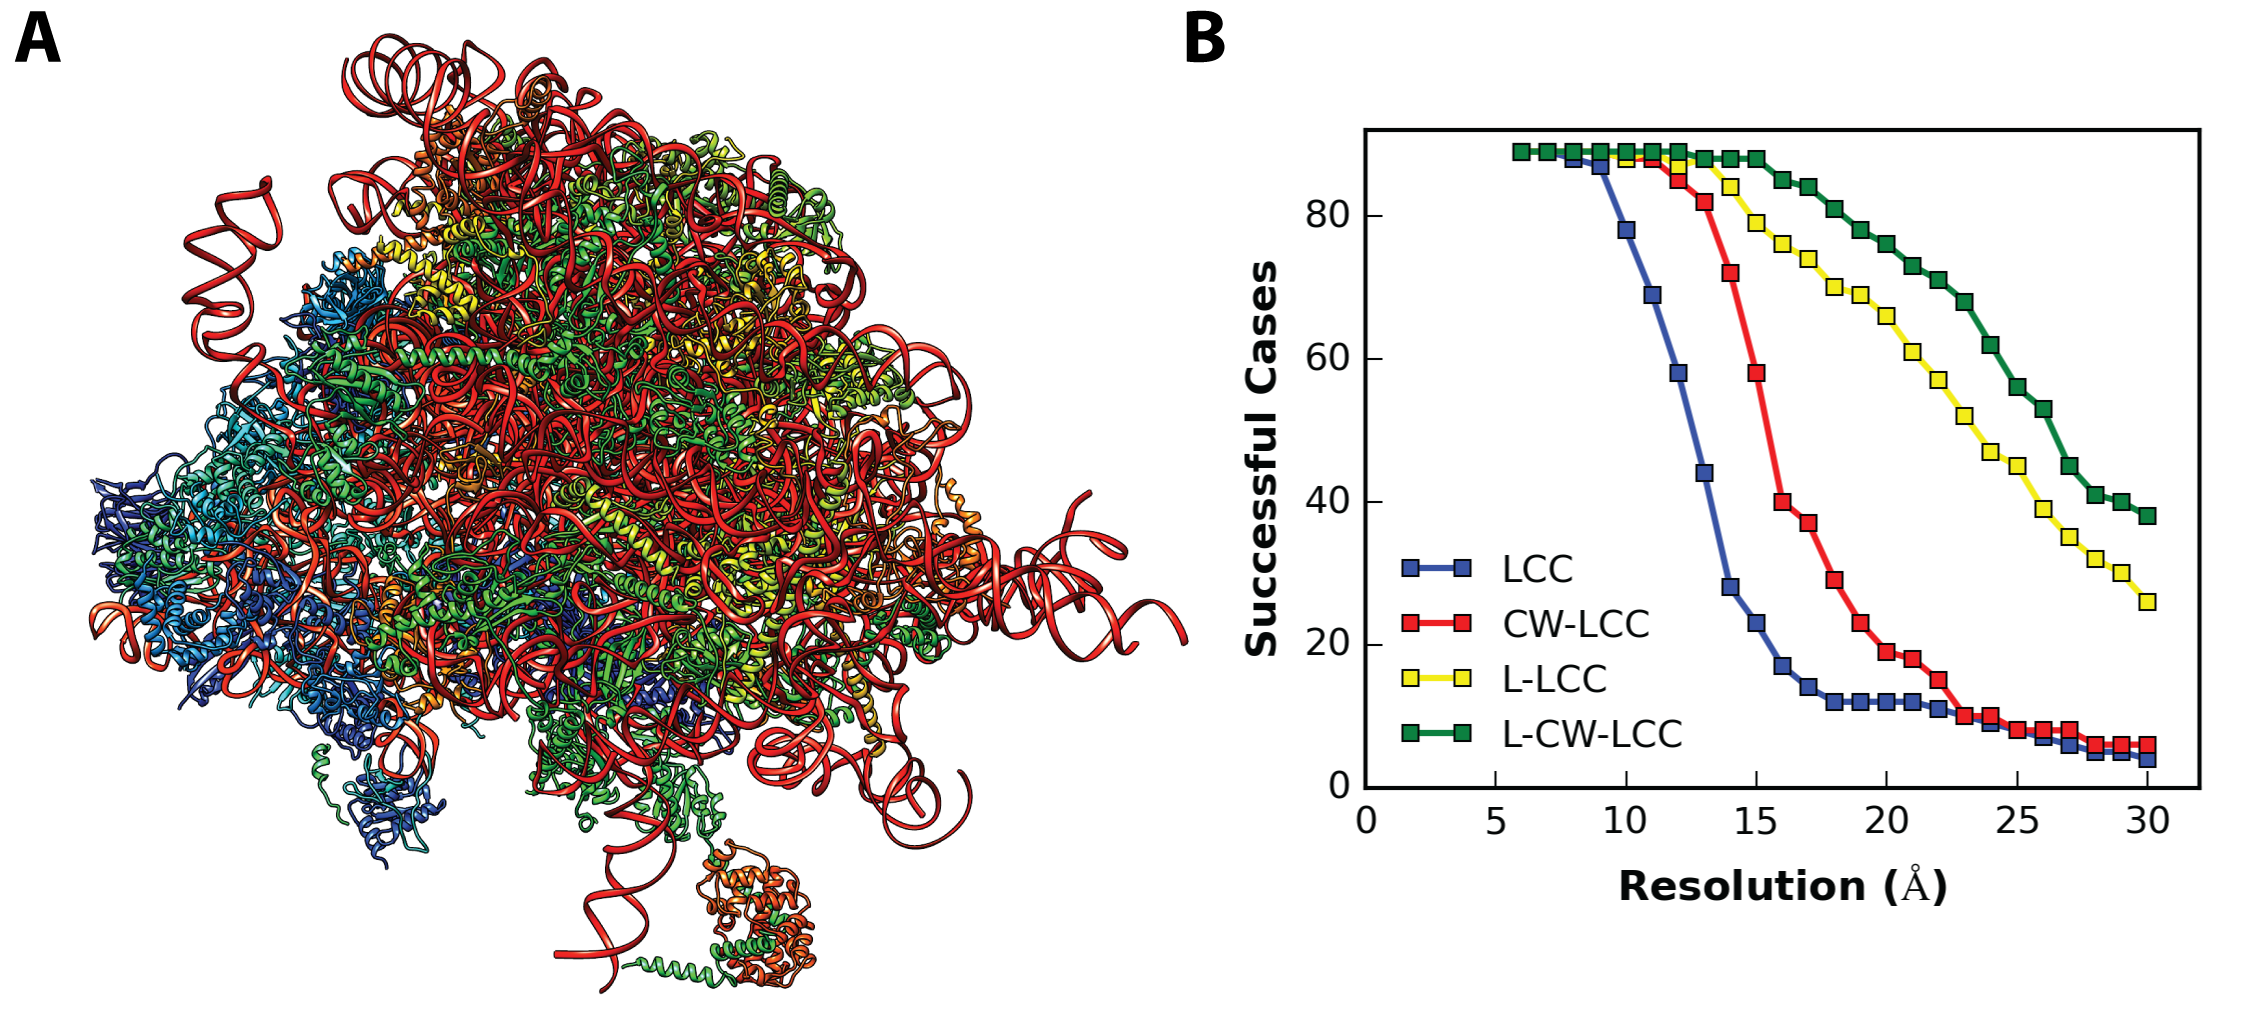 A
B
Successful Cases
80
60
40
20
0
LCC
CW-LCC
L-LCC
L-CW-LCC
0 5 10 15 20 25 30
Resolution (Å)